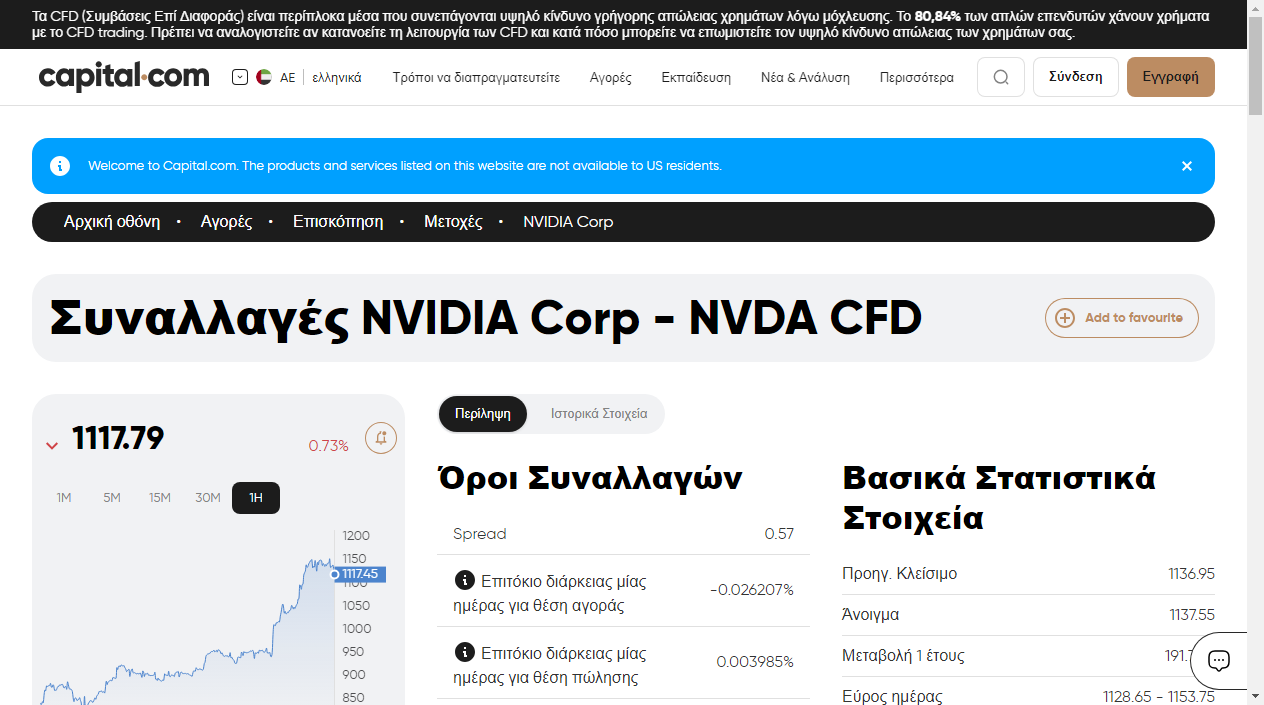 Τα CFD (Συμβάσεις Επί Διαφοράς) είναι περίπλοκα μέσα που συνεπάγονται υψηλό κίνδυνο γρήγορης απώλειας χρημάτων λόγω μόχλευσης. Το 80,84% των απλών επενδυτών χάνουν χρήματα
με το CFD trading. Πρέπει να αναλογιστείτε αν κατανοείτε τη λειτουργία των CFD και κατά πόσο μπορείτε να επωμιστείτε τον υψηλό κίνδυνο απώλειας των χρημάτων σας.
capital.com AE ελληνικά Τρόποι να διαπραγματευτείτε Αγορές Εκπαίδευση Νέα & Ανάλυση Περισσότερα Σύνδεση Εγγραφή
Welcome to Capital.com. The products and services listed on this website are not available to US residents.
Αρχική οθόνη • Αγορές • Επισκόπηση • Μετοχές • NVIDIA Corp
Συναλλαγές NVIDIA Corp - NVDA CFD
Add to favourite
1117.79
0.73%
1M 5M 15M 30M 1H
1200
1150
1117.45
1100
1050
1000
950
900
850
Περίληψη Ιστορικά Στοιχεία
Όροι Συναλλαγών
Spread 0.57
Επιτόκιο διάρκειας μίας
ημέρας για θέση αγοράς
-0.026207%
Επιτόκιο διάρκειας μίας
ημέρας για θέση πώλησης
0.003985%
Βασικά Στατιστικά
Στοιχεία
Προηγ. Κλείσιμο 1136.95
Άνοιγμα 1137.55
Μεταβολή 1 έτους
Εύρος ημέρας 1128.65 - 1153.75